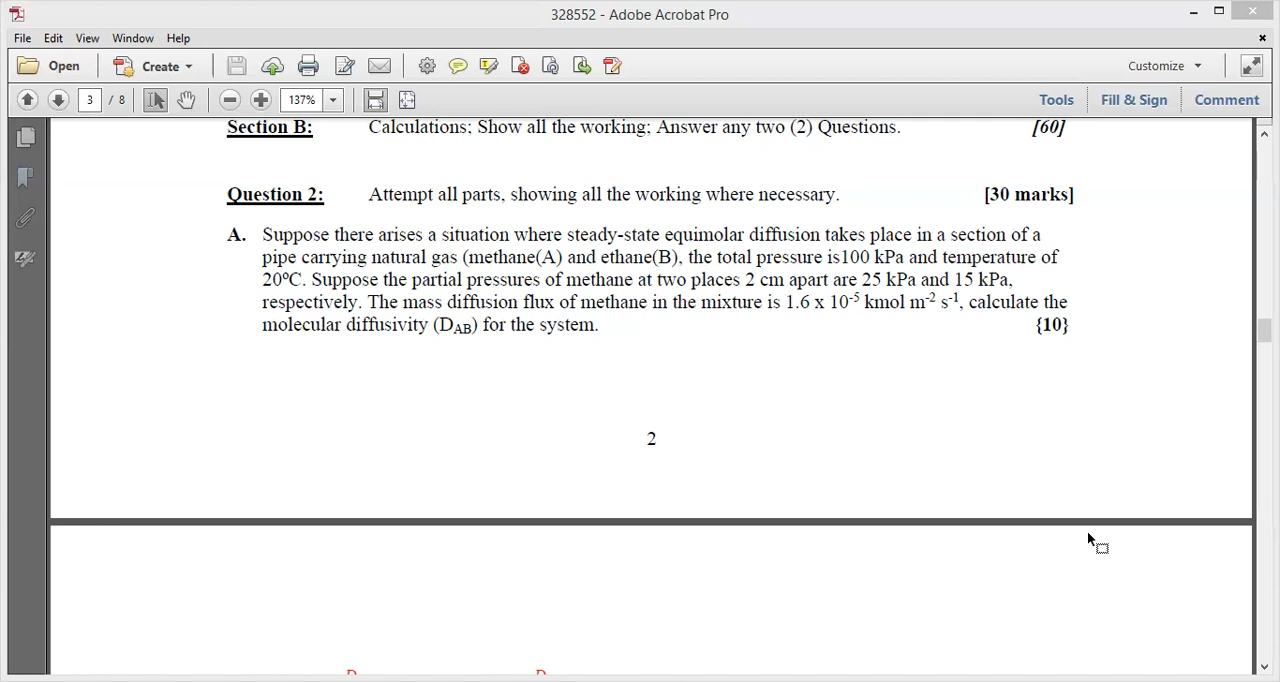 328552 - Adobe Acrobat Pro
File Edit View Window Help
Open Create Customize
3 / 8 137% Tools Fill & Sign Comment
Section B: Calculations; Show all the working; Answer any two (2) Questions. [60]
Question 2: Attempt all parts, showing all the working where necessary. [30 marks]
A. Suppose there arises a situation where steady-state equimolar diffusion takes place in a section of a
pipe carrying natural gas (methane(A) and ethane(B), the total pressure is100 kPa and temperature of
20ºC. Suppose the partial pressures of methane at two places 2 cm apart are 25 kPa and 15 kPa,
respectively. The mass diffusion flux of methane in the mixture is 1.6 x 10⁻⁵ kmol m⁻² s⁻¹, calculate the
molecular diffusivity (D_AB) for the system. {10}
2